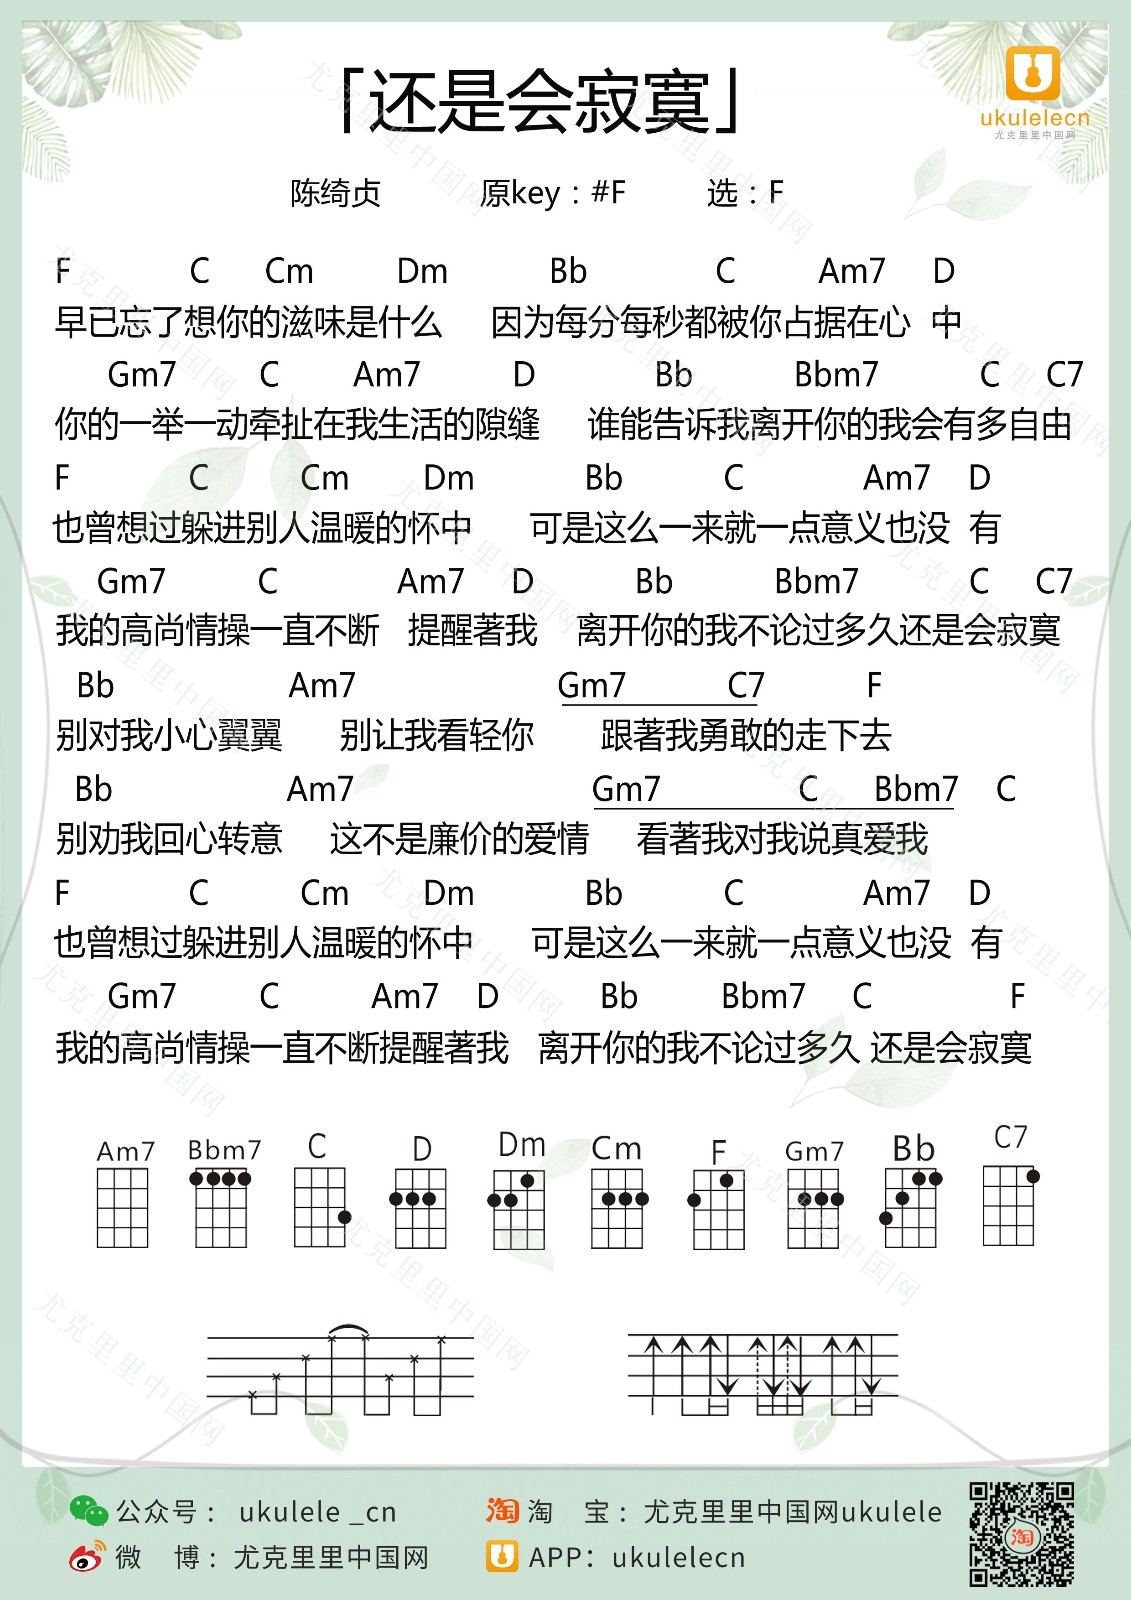 「还是会寂寞」
ukulelecn
尤克里里中国网
陈绮贞 原key：#F 选：F
F C Cm Dm Bb C Am7 D
早已忘了想你的滋味是什么 因为每分每秒都被你占据在心 中
Gm7 C Am7 D Bb Bbm7 C C7
你的一举一动牵扯在我生活的隙缝 谁能告诉我离开你的我会有多自由
F C Cm Dm Bb C Am7 D
也曾想过躲进别人温暖的怀中 可是这么一来就一点意义也没 有
Gm7 C Am7 D Bb Bbm7 C C7
我的高尚情操一直不断 提醒著我 离开你的我不论过多久还是会寂寞
Bb Am7 Gm7 C7 F
别对我小心翼翼 别让我看轻你 跟著我勇敢的走下去
Bb Am7 Gm7 C Bbm7 C
别劝我回心转意 这不是廉价的爱情 看著我对我说真爱我
F C Cm Dm Bb C Am7 D
也曾想过躲进别人温暖的怀中 可是这么一来就一点意义也没 有
Gm7 C Am7 D Bb Bbm7 C F
我的高尚情操一直不断提醒著我 离开你的我不论过多久 还是会寂寞
Am7 Bbm7 C D Dm Cm F Gm7 Bb C7
公众号： ukulele _cn 淘 淘 宝：尤克里里中国网ukulele
微 博：尤克里里中国网 APP：ukulelecn
淘